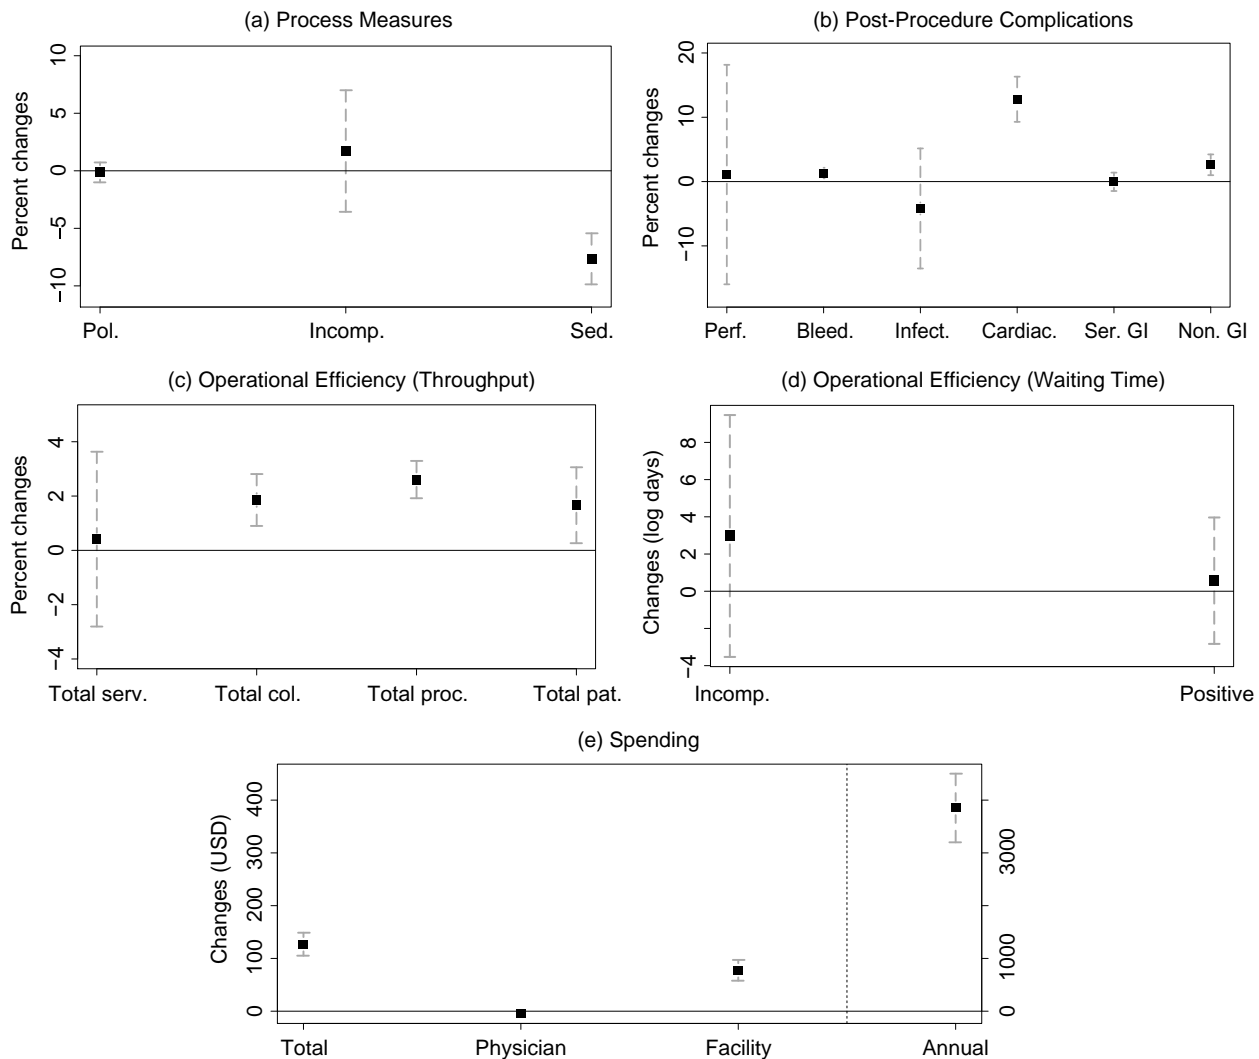 (a) Process Measures
Percent changes
10
5
0
−5
−10
Pol.
Incomp.
Sed.
(b) Post-Procedure Complications
Percent changes
20
10
0
−10
Perf.
Bleed.
Infect.
Cardiac.
Ser. GI
Non. GI
(c) Operational Efficiency (Throughput)
Percent changes
4
2
0
−2
−4
Total serv.
Total col.
Total proc.
Total pat.
(d) Operational Efficiency (Waiting Time)
Changes (log days)
8
6
4
2
0
−4
Incomp.
Positive
(e) Spending
Changes (USD)
400
300
200
100
0
3000
1000
0
Total
Physician
Facility
Annual